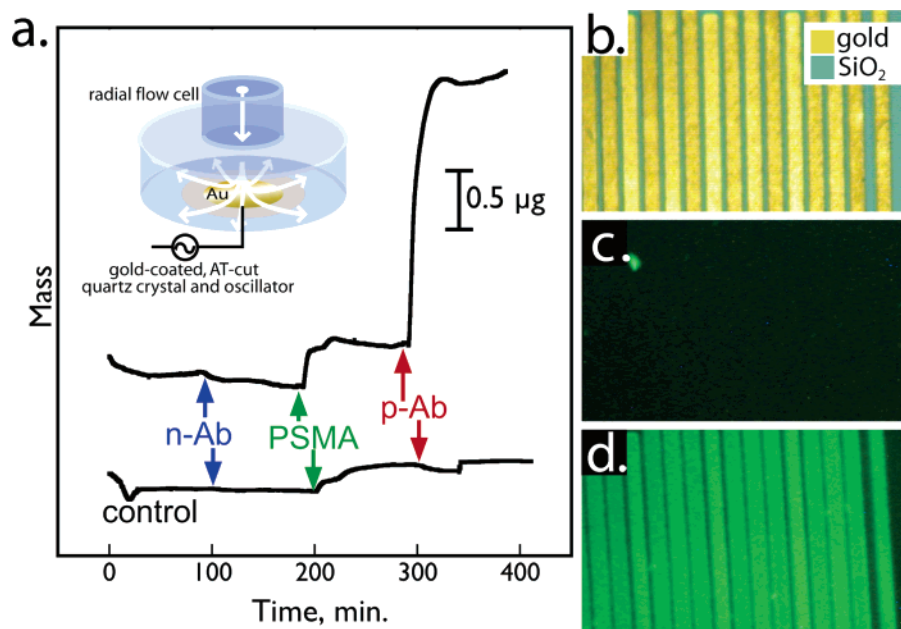 a.
radial flow cell
Au
gold-coated, AT-cut
quartz crystal and oscillator
0.5 µg
Mass
n-Ab
PSMA
p-Ab
control
0
100
200
300
400
Time, min.
b.
gold
SiO₂
c.
d.